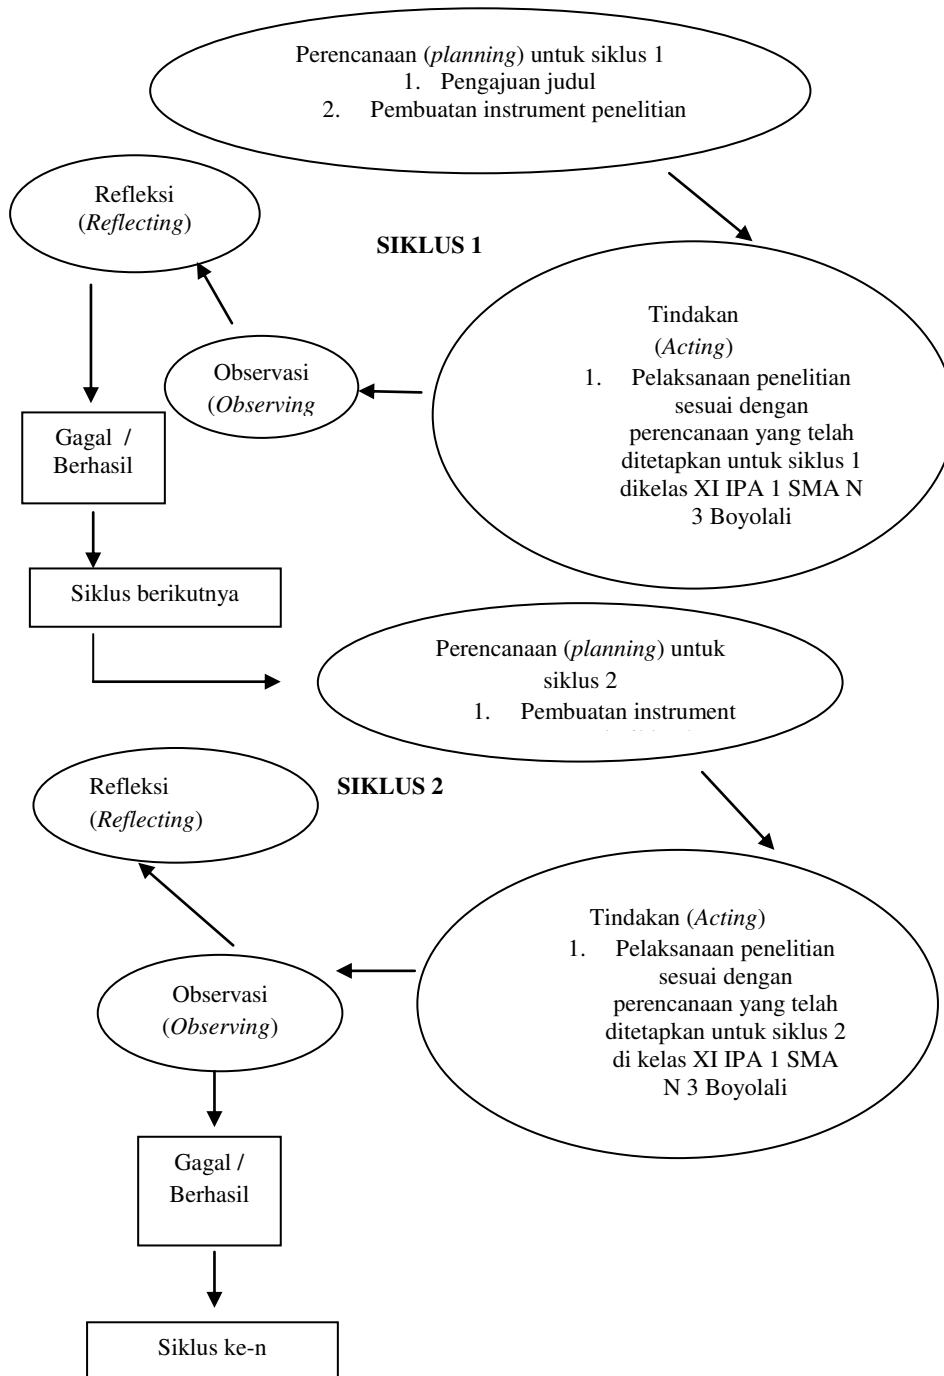 Perencanaan (planning) untuk siklus 1
1. Pengajuan judul
2. Pembuatan instrument penelitian
Refleksi
(Reflecting)
SIKLUS 1
Tindakan
(Acting)
1. Pelaksanaan penelitian
sesuai dengan
perencanaan yang telah
ditetapkan untuk siklus 1
dikelas XI IPA 1 SMA N
3 Boyolali
Observasi
(Observing
Gagal /
Berhasil
Siklus berikutnya
Perencanaan (planning) untuk
siklus 2
1. Pembuatan instrument
Refleksi
(Reflecting)
SIKLUS 2
Tindakan (Acting)
1. Pelaksanaan penelitian
sesuai dengan
perencanaan yang telah
ditetapkan untuk siklus 2
di kelas XI IPA 1 SMA
N 3 Boyolali
Observasi
(Observing)
Gagal /
Berhasil
Siklus ke-n